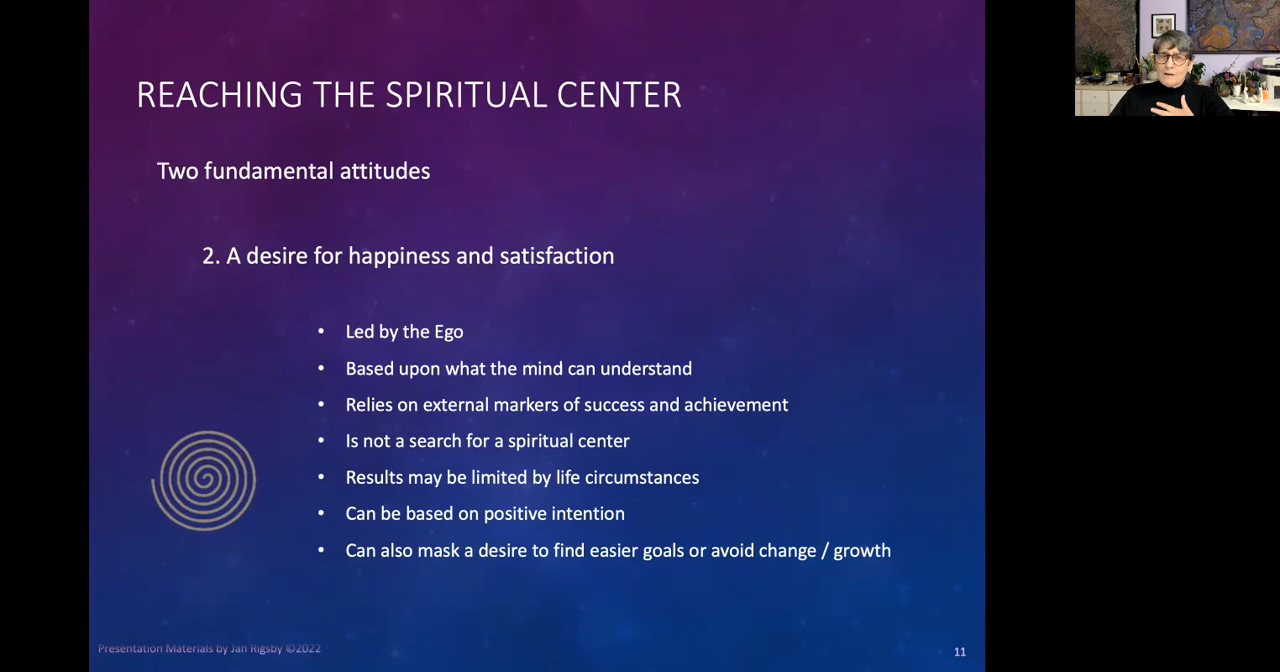 REACHING THE SPIRITUAL CENTER
Two fundamental attitudes
2. A desire for happiness and satisfaction
• Led by the Ego
• Based upon what the mind can understand
• Relies on external markers of success and achievement
• Is not a search for a spiritual center
• Results may be limited by life circumstances
• Can be based on positive intention
• Can also mask a desire to find easier goals or avoid change / growth
Presentation Materials by Jan Rigsby ©2022
11